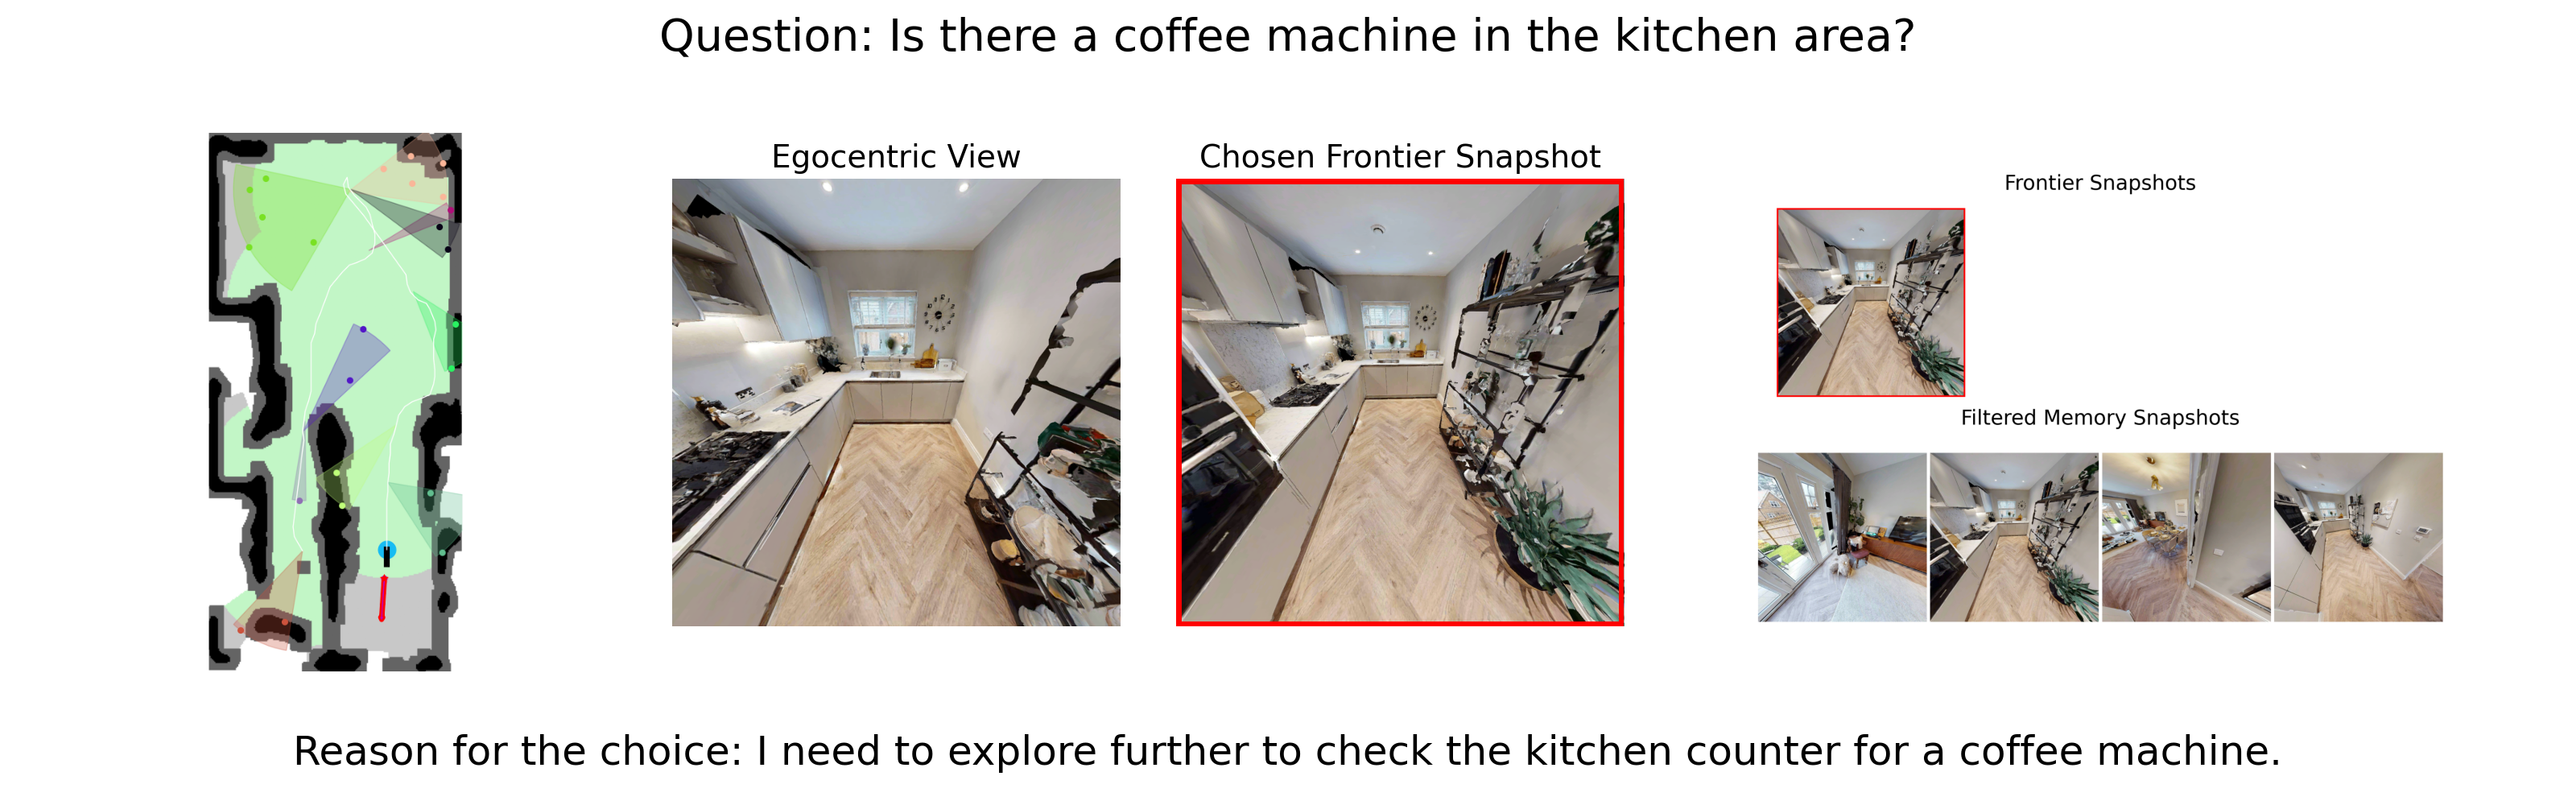 Question: Is there a coffee machine in the kitchen area?
Egocentric View
Chosen Frontier Snapshot
Frontier Snapshots
Filtered Memory Snapshots
Reason for the choice: I need to explore further to check the kitchen counter for a coffee machine.